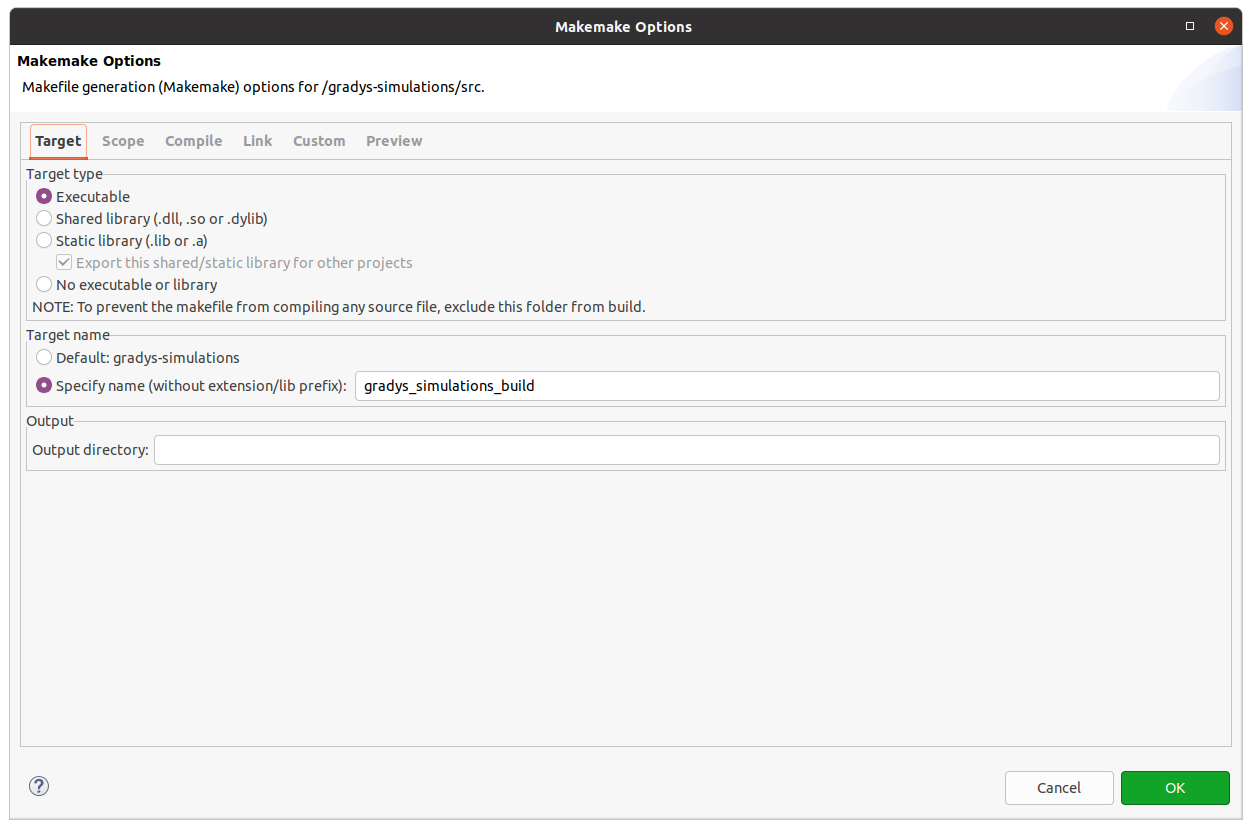 Makemake Options
Makemake Options
Makefile generation (Makemake) options for /gradys-simulations/src.
Target Scope Compile Link Custom Preview
Target type
Executable
Shared library (.dll, .so or .dylib)
Static library (.lib or .a)
Export this shared/static library for other projects
No executable or library
NOTE: To prevent the makefile from compiling any source file, exclude this folder from build.
Target name
Default: gradys-simulations
Specify name (without extension/lib prefix): gradys_simulations_build
Output
Output directory:
? Cancel OK